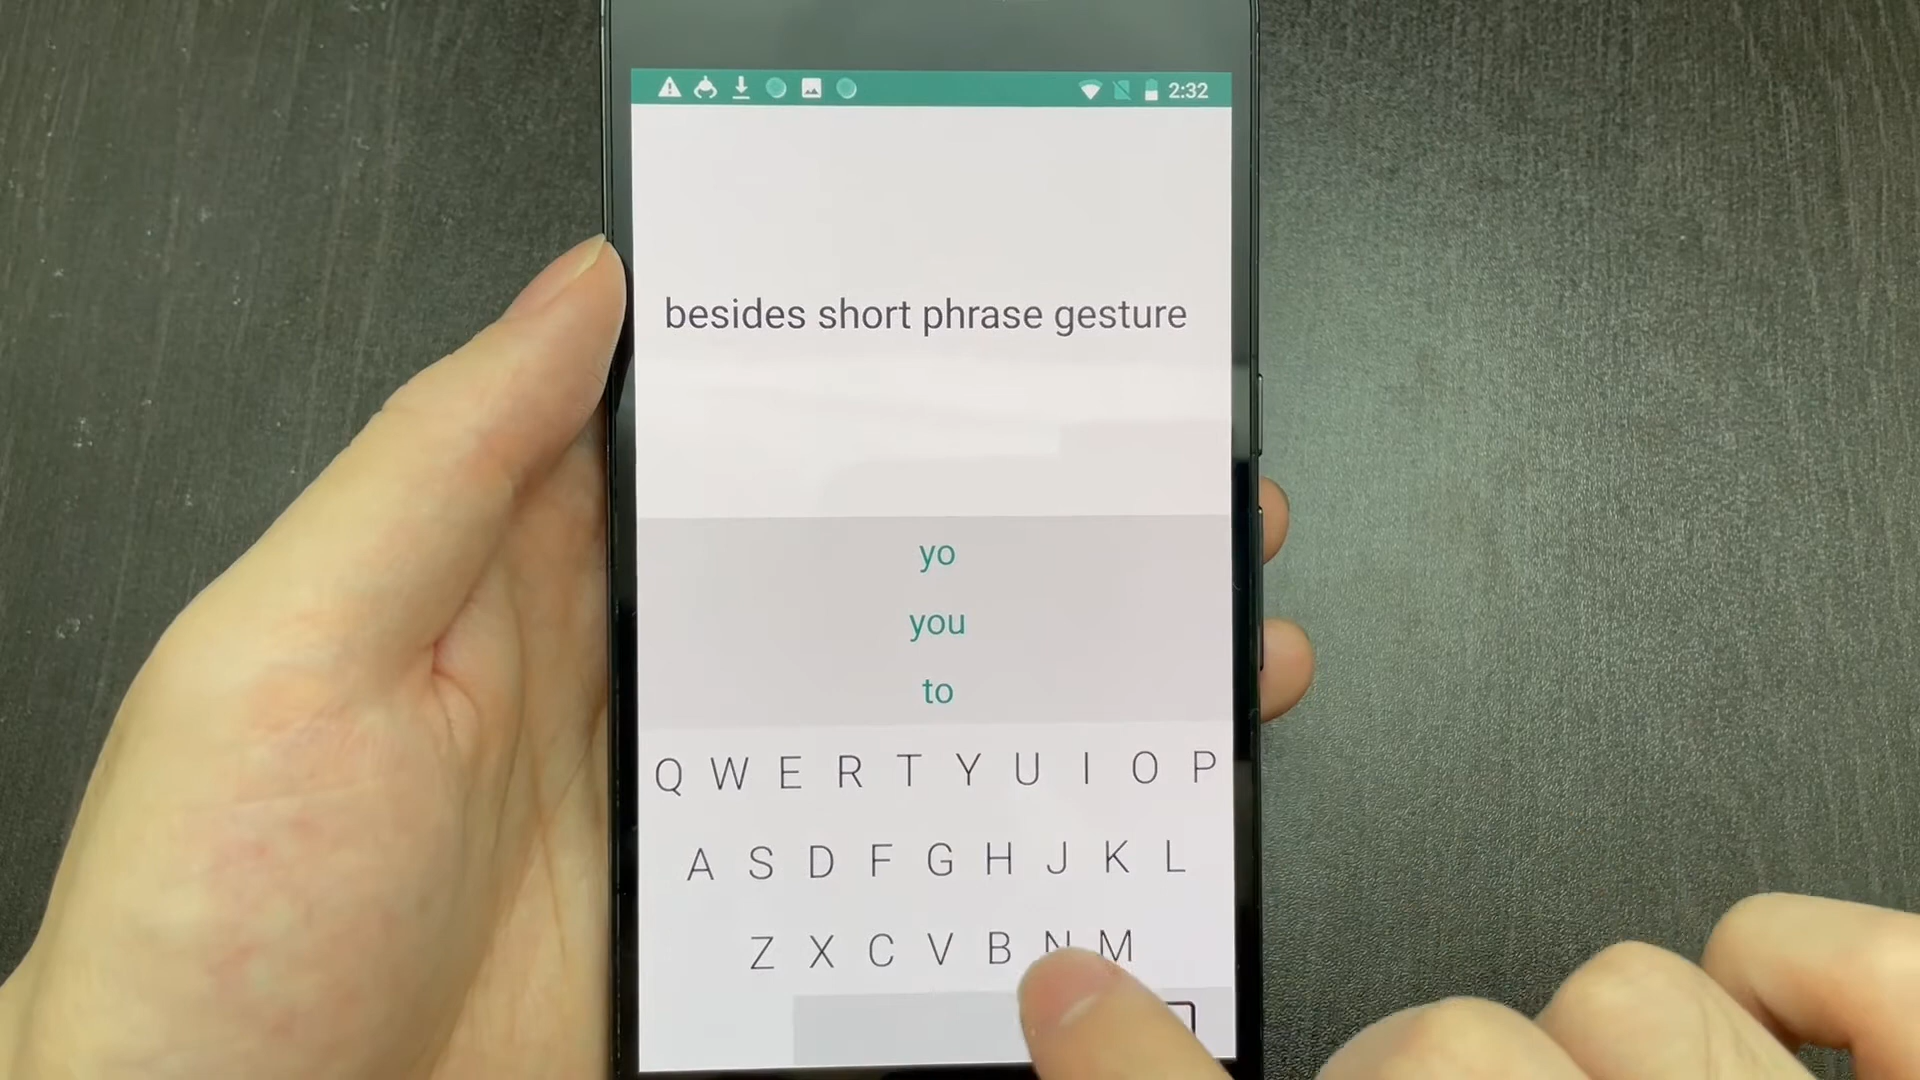 2:32
besides short phrase gesture
yo
you
to
Q W E R T Y U I O P
A S D F G H J K L
Z X C V B N M